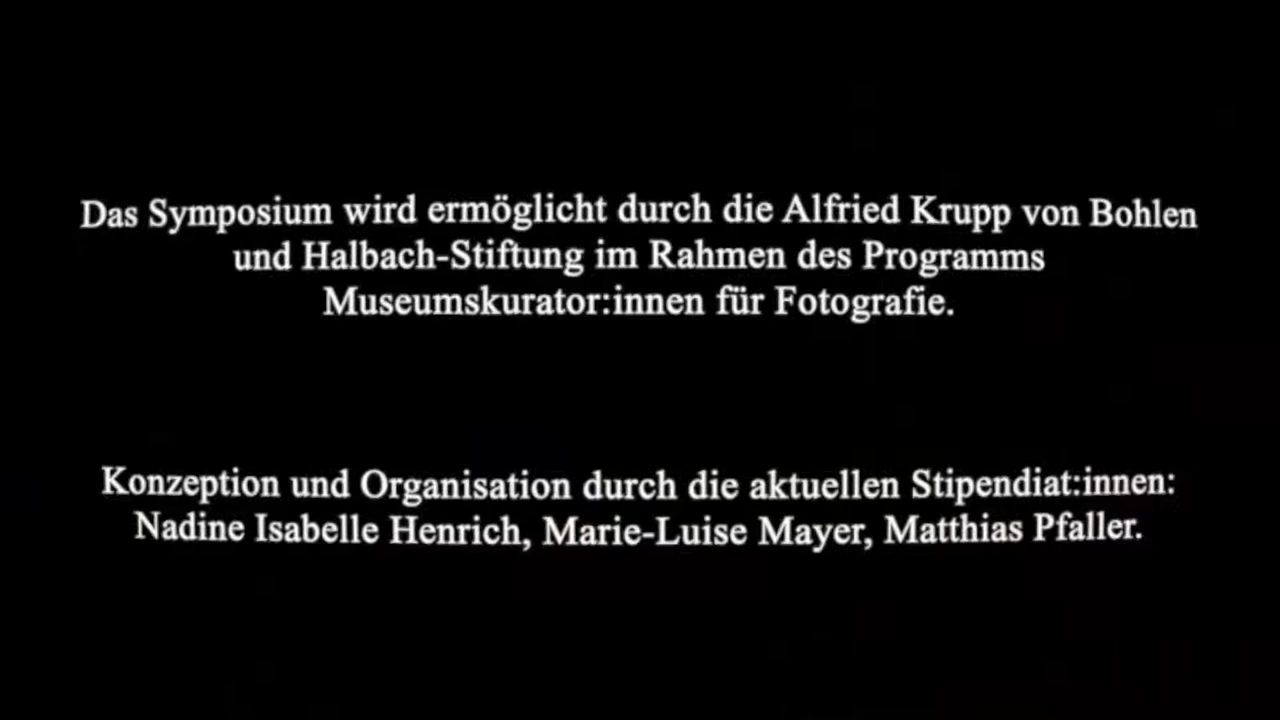 Das Symposium wird ermöglicht durch die Alfried Krupp von Bohlen
und Halbach-Stiftung im Rahmen des Programms
Museumskurator:innen für Fotografie.
Konzeption und Organisation durch die aktuellen Stipendiat:innen:
Nadine Isabelle Henrich, Marie-Luise Mayer, Matthias Pfaller.